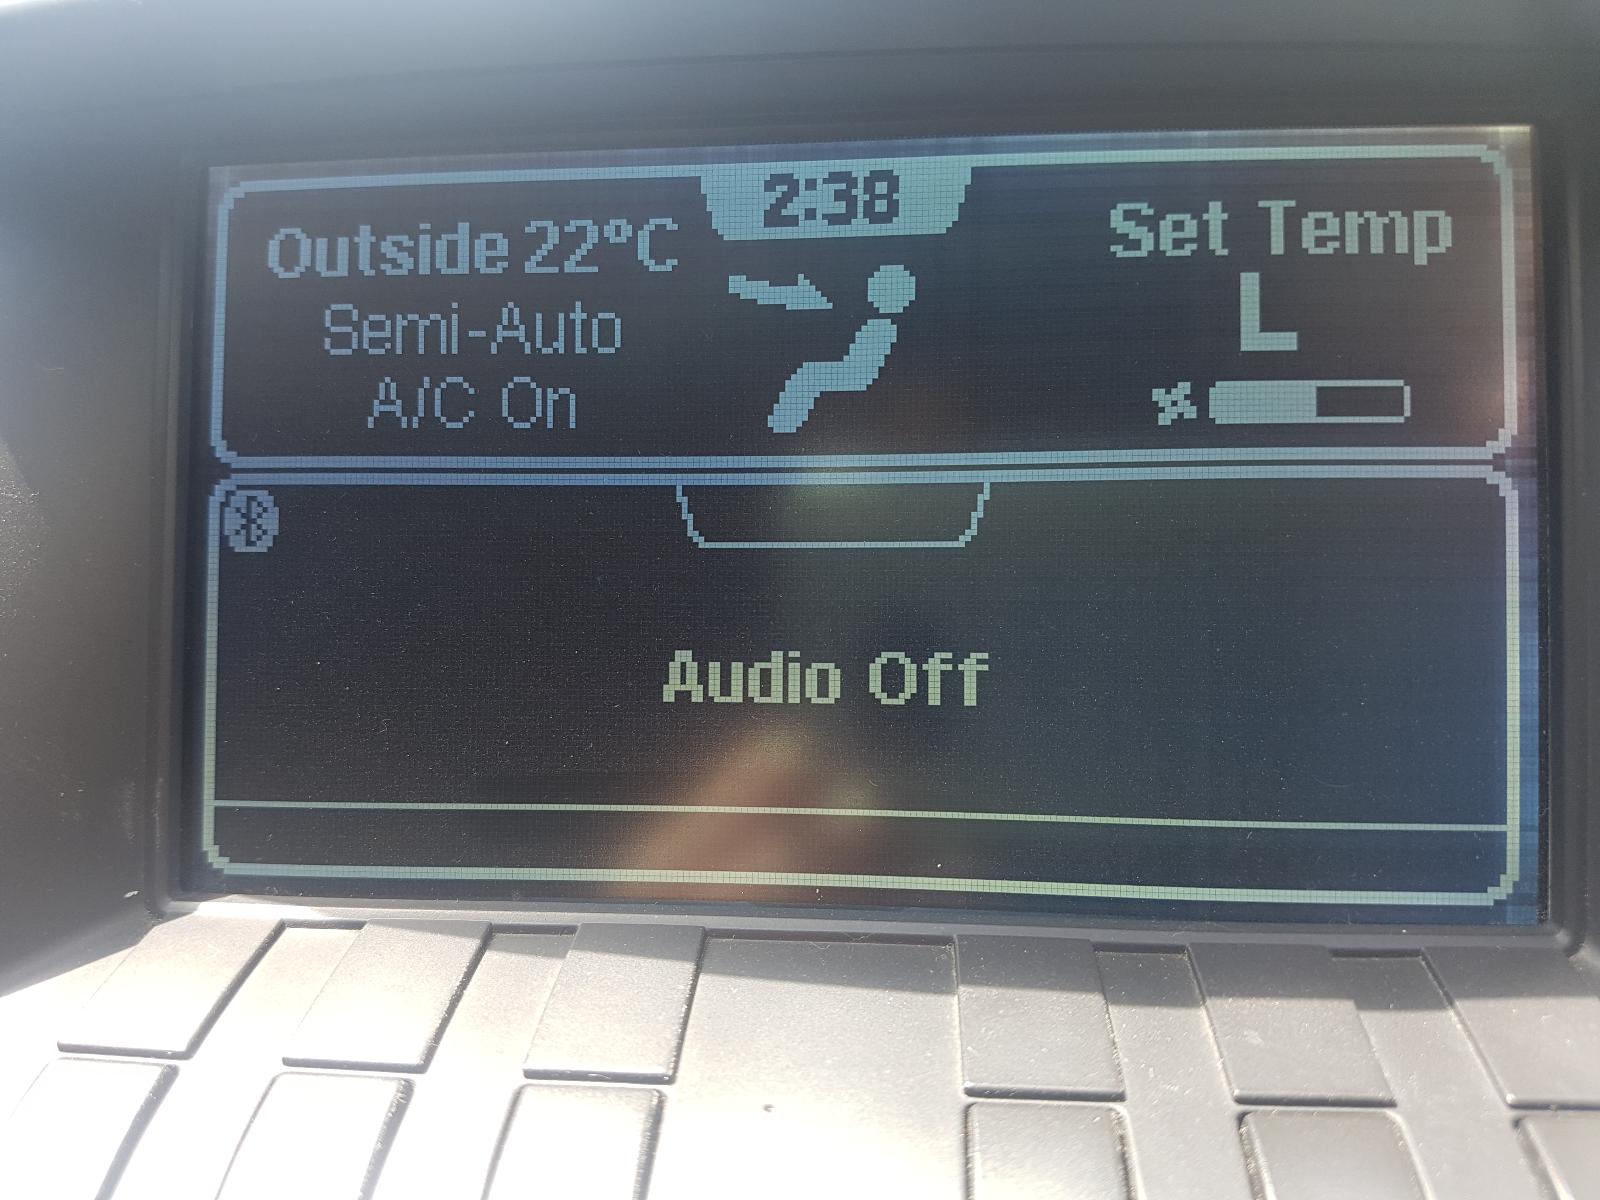 2:38
Outside 22°C
Semi-Auto
A/C On
Set Temp
L
Audio Off